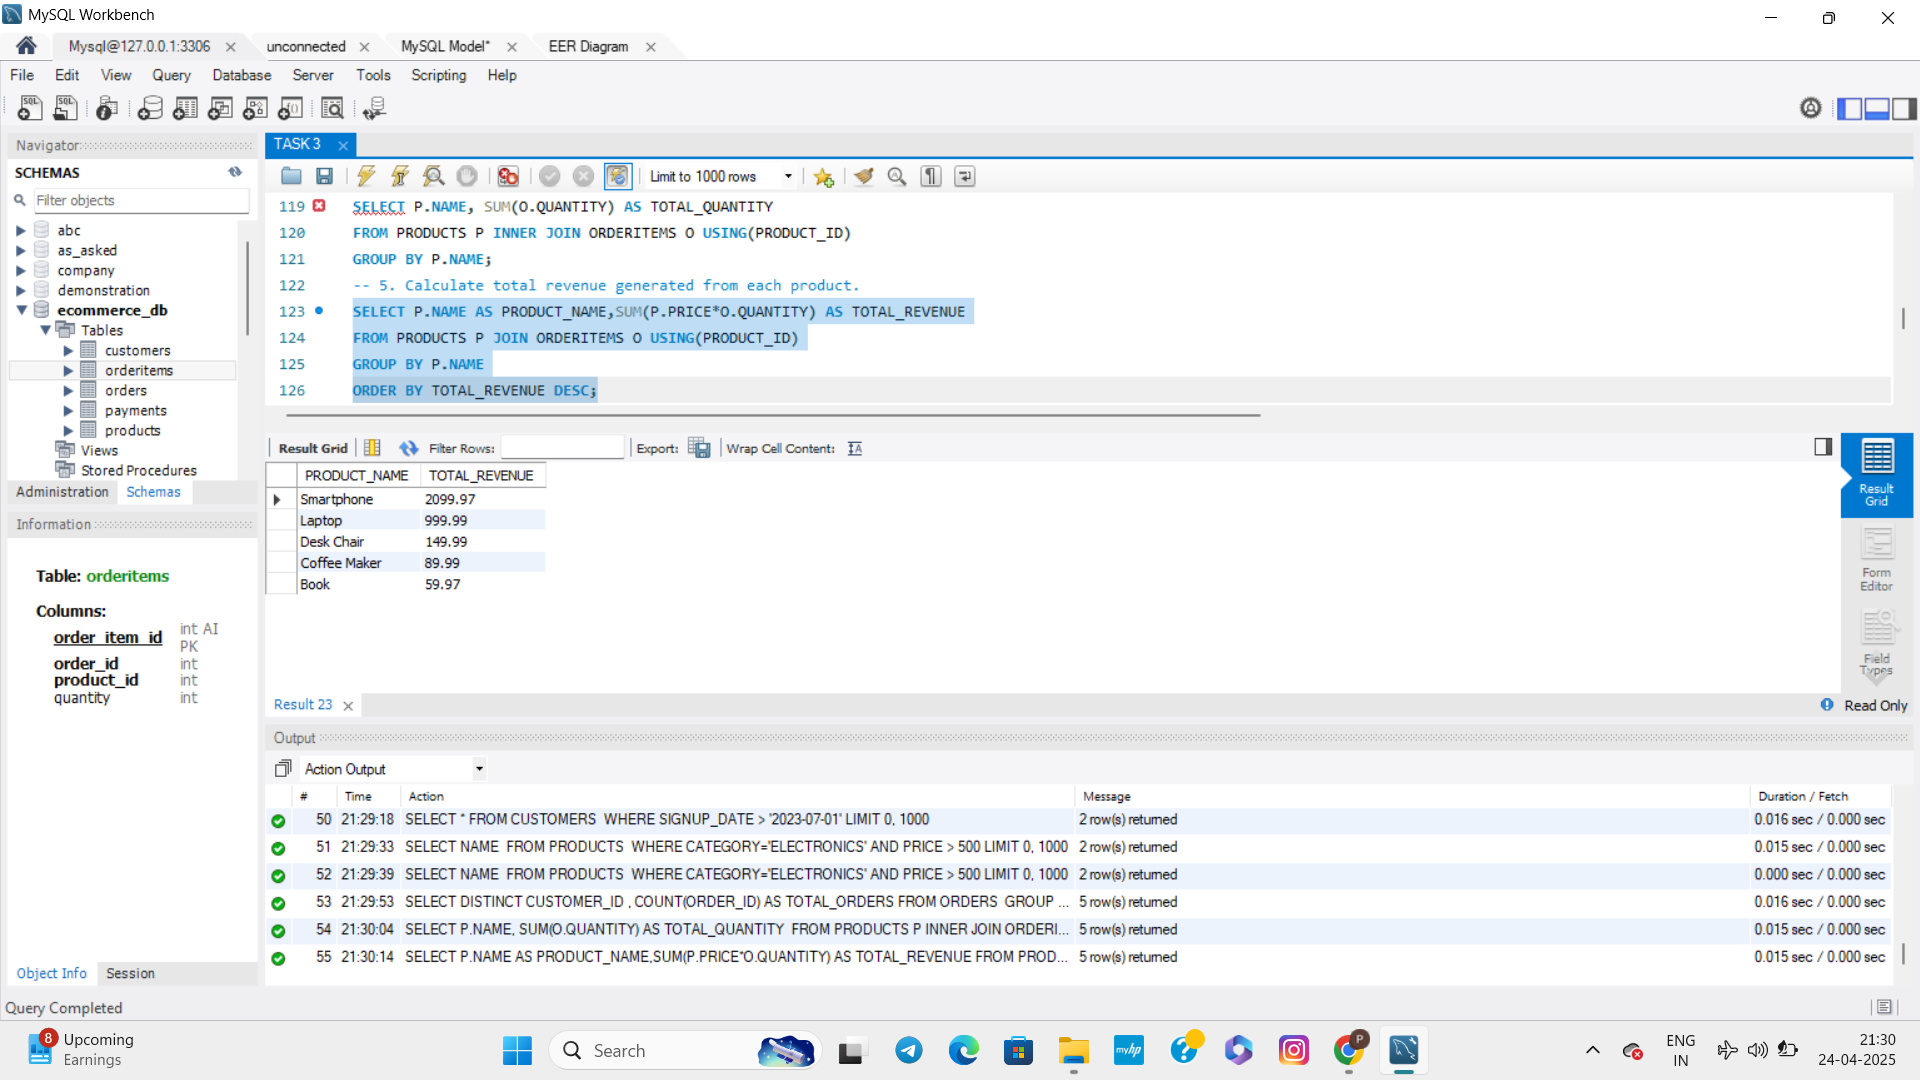 MySQL Workbench
Mysql@127.0.0.1:3306
unconnected
MySQL Model*
EER Diagram
File Edit View Query Database Server Tools Scripting Help
Navigator
SCHEMAS
Filter objects
abc
as_asked
company
demonstration
ecommerce_db
Tables
customers
orderitems
orders
payments
products
Views
Stored Procedures
Administration Schemas
Information
Table: orderitems
Columns:
order_item_id int AI
PK
order_id int
product_id int
quantity int
Object Info Session
TASK 3
Limit to 1000 rows
119 SELECT P.NAME, SUM(O.QUANTITY) AS TOTAL_QUANTITY
120 FROM PRODUCTS P INNER JOIN ORDERITEMS O USING(PRODUCT_ID)
121 GROUP BY P.NAME;
122 -- 5. Calculate total revenue generated from each product.
123 SELECT P.NAME AS PRODUCT_NAME,SUM(P.PRICE*O.QUANTITY) AS TOTAL_REVENUE
124 FROM PRODUCTS P JOIN ORDERITEMS O USING(PRODUCT_ID)
125 GROUP BY P.NAME
126 ORDER BY TOTAL_REVENUE DESC;
Result Grid Filter Rows: Export: Wrap Cell Content:
PRODUCT_NAME TOTAL_REVENUE
Smartphone 2099.97
Laptop 999.99
Desk Chair 149.99
Coffee Maker 89.99
Book 59.97
Result
Grid
Form
Editor
Field
Types
Result 23
Read Only
Output
Action Output
# Time Action Message Duration / Fetch
50 21:29:18 SELECT * FROM CUSTOMERS WHERE SIGNUP_DATE > '2023-07-01' LIMIT 0, 1000 2 row(s) returned 0.016 sec / 0.000 sec
51 21:29:33 SELECT NAME FROM PRODUCTS WHERE CATEGORY='ELECTRONICS' AND PRICE > 500 LIMIT 0, 1000 2 row(s) returned 0.015 sec / 0.000 sec
52 21:29:39 SELECT NAME FROM PRODUCTS WHERE CATEGORY='ELECTRONICS' AND PRICE > 500 LIMIT 0, 1000 2 row(s) returned 0.000 sec / 0.000 sec
53 21:29:53 SELECT DISTINCT CUSTOMER_ID , COUNT(ORDER_ID) AS TOTAL_ORDERS FROM ORDERS GROUP ... 5 row(s) returned 0.016 sec / 0.000 sec
54 21:30:04 SELECT P.NAME, SUM(O.QUANTITY) AS TOTAL_QUANTITY FROM PRODUCTS P INNER JOIN ORDERI... 5 row(s) returned 0.015 sec / 0.000 sec
55 21:30:14 SELECT P.NAME AS PRODUCT_NAME,SUM(P.PRICE*O.QUANTITY) AS TOTAL_REVENUE FROM PROD... 5 row(s) returned 0.015 sec / 0.000 sec
Query Completed
8
Upcoming
Earnings
Search
myhp
P
ENG
IN
21:30
24-04-2025